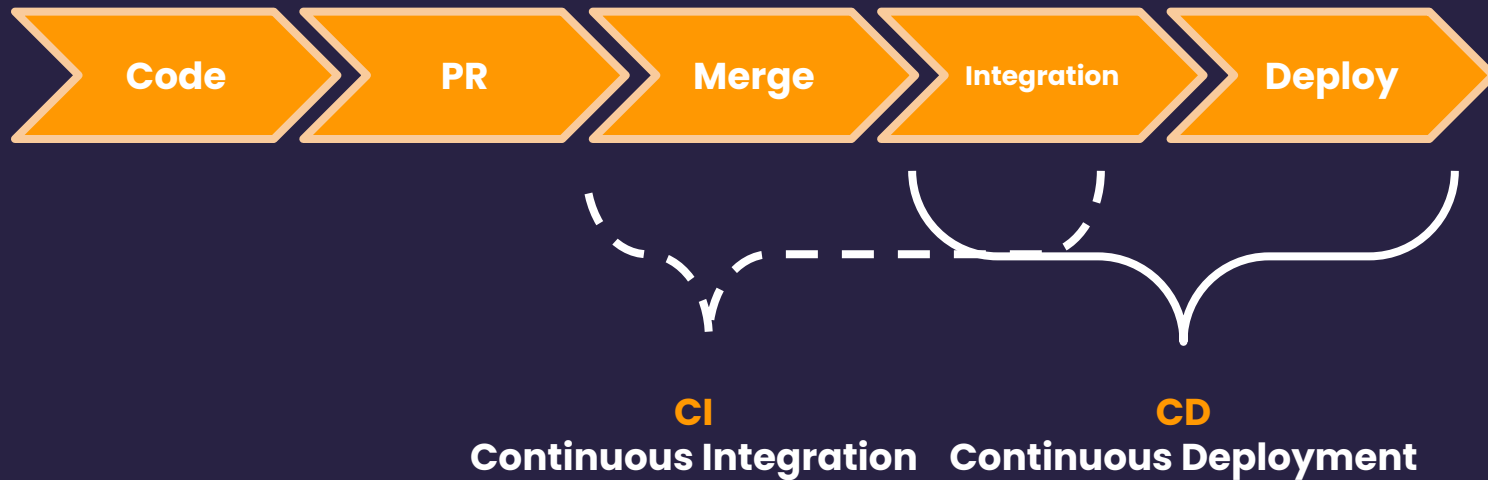 Code
PR
Merge
Integration
Deploy
CI
Continuous Integration
CD
Continuous Deployment